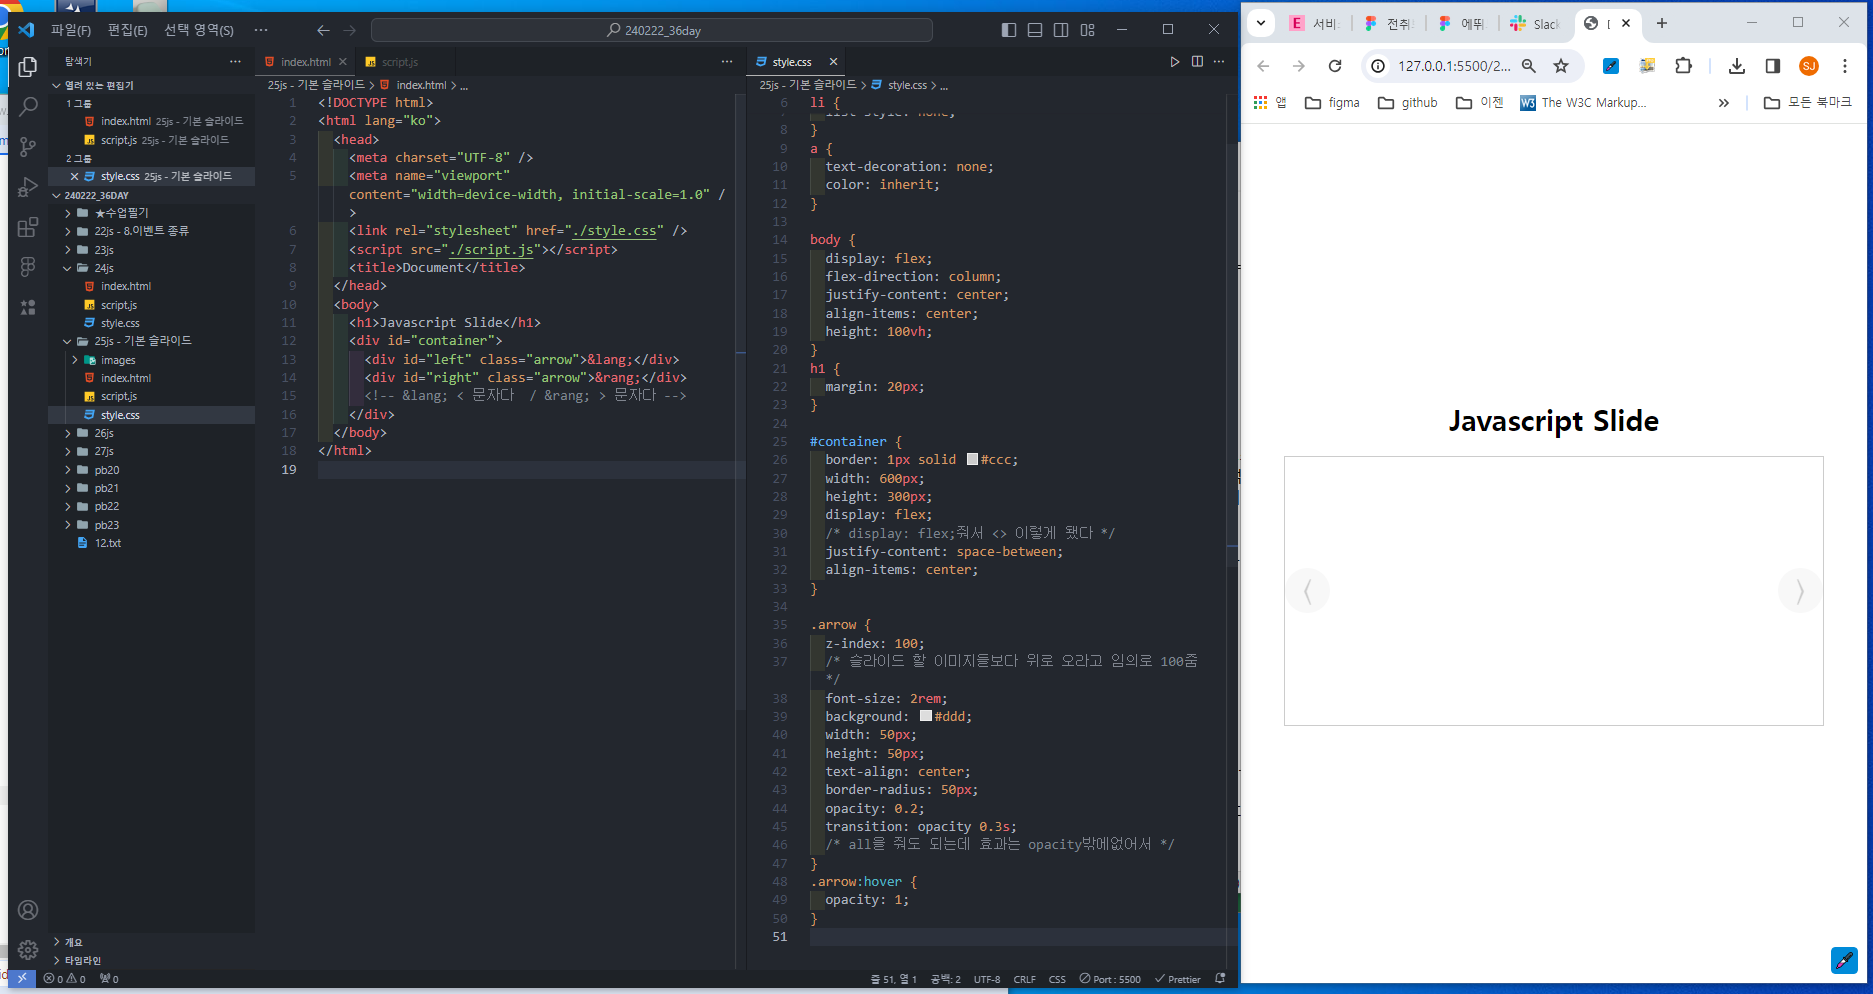 파일(F) 편집(E) 선택 영역(S) ···
240222_36day
탐색기
열려 있는 편집기
1 그룹
index.html 25js - 기본 슬라이드
script.js 25js - 기본 슬라이드
2 그룹
style.css 25js - 기본 슬라이드
240222_36DAY
★수업필기
22js - 8.이벤트 종류
23js
24js
index.html
script.js
style.css
25js - 기본 슬라이드
images
index.html
script.js
style.css
26js
27js
pb20
pb21
pb22
pb23
12.txt
개요
타임라인
index.html
script.js
25js - 기본 슬라이드 > index.html > ...
1 <!DOCTYPE html>
2 <html lang="ko">
3 <head>
4 <meta charset="UTF-8" />
5 <meta name="viewport"
content="width=device-width, initial-scale=1.0" /
>
6 <link rel="stylesheet" href="./style.css" />
7 <script src="./script.js"></script>
8 <title>Document</title>
9 </head>
10 <body>
11 <h1>Javascript Slide</h1>
12 <div id="container">
13 <div id="left" class="arrow">&lang;</div>
14 <div id="right" class="arrow">&rang;</div>
15 <!-- &lang; < 문자다 / &rang; > 문자다 -->
16 </div>
17 </body>
18 </html>
19
style.css
25js - 기본 슬라이드 > style.css > ...
6 li {
list-style: none;
8 }
9 a {
10 text-decoration: none;
11 color: inherit;
12 }
13
14 body {
15 display: flex;
16 flex-direction: column;
17 justify-content: center;
18 align-items: center;
19 height: 100vh;
20 }
21 h1 {
22 margin: 20px;
23 }
24
25 #container {
26 border: 1px solid #ccc;
27 width: 600px;
28 height: 300px;
29 display: flex;
30 /* display: flex;줘서 <> 이렇게 됐다 */
31 justify-content: space-between;
32 align-items: center;
33 }
34
35 .arrow {
36 z-index: 100;
37 /* 슬라이드 할 이미지들보다 위로 오라고 임의로 100줌
*/
38 font-size: 2rem;
39 background: #ddd;
40 width: 50px;
41 height: 50px;
42 text-align: center;
43 border-radius: 50px;
44 opacity: 0.2;
45 transition: opacity 0.3s;
46 /* all을 줘도 되는데 효과는 opacity밖에없어서 */
47 }
48 .arrow:hover {
49 opacity: 1;
50 }
51
0 0 0
줄 51, 열 1 공백: 2 UTF-8 CRLF CSS Port : 5500 Prettier
서비 전취 에뛰 Slack
127.0.0.1:5500/2...
SJ
앱 figma github 이젠 The W3C Markup... 모든 북마크
Javascript Slide
〈 〉